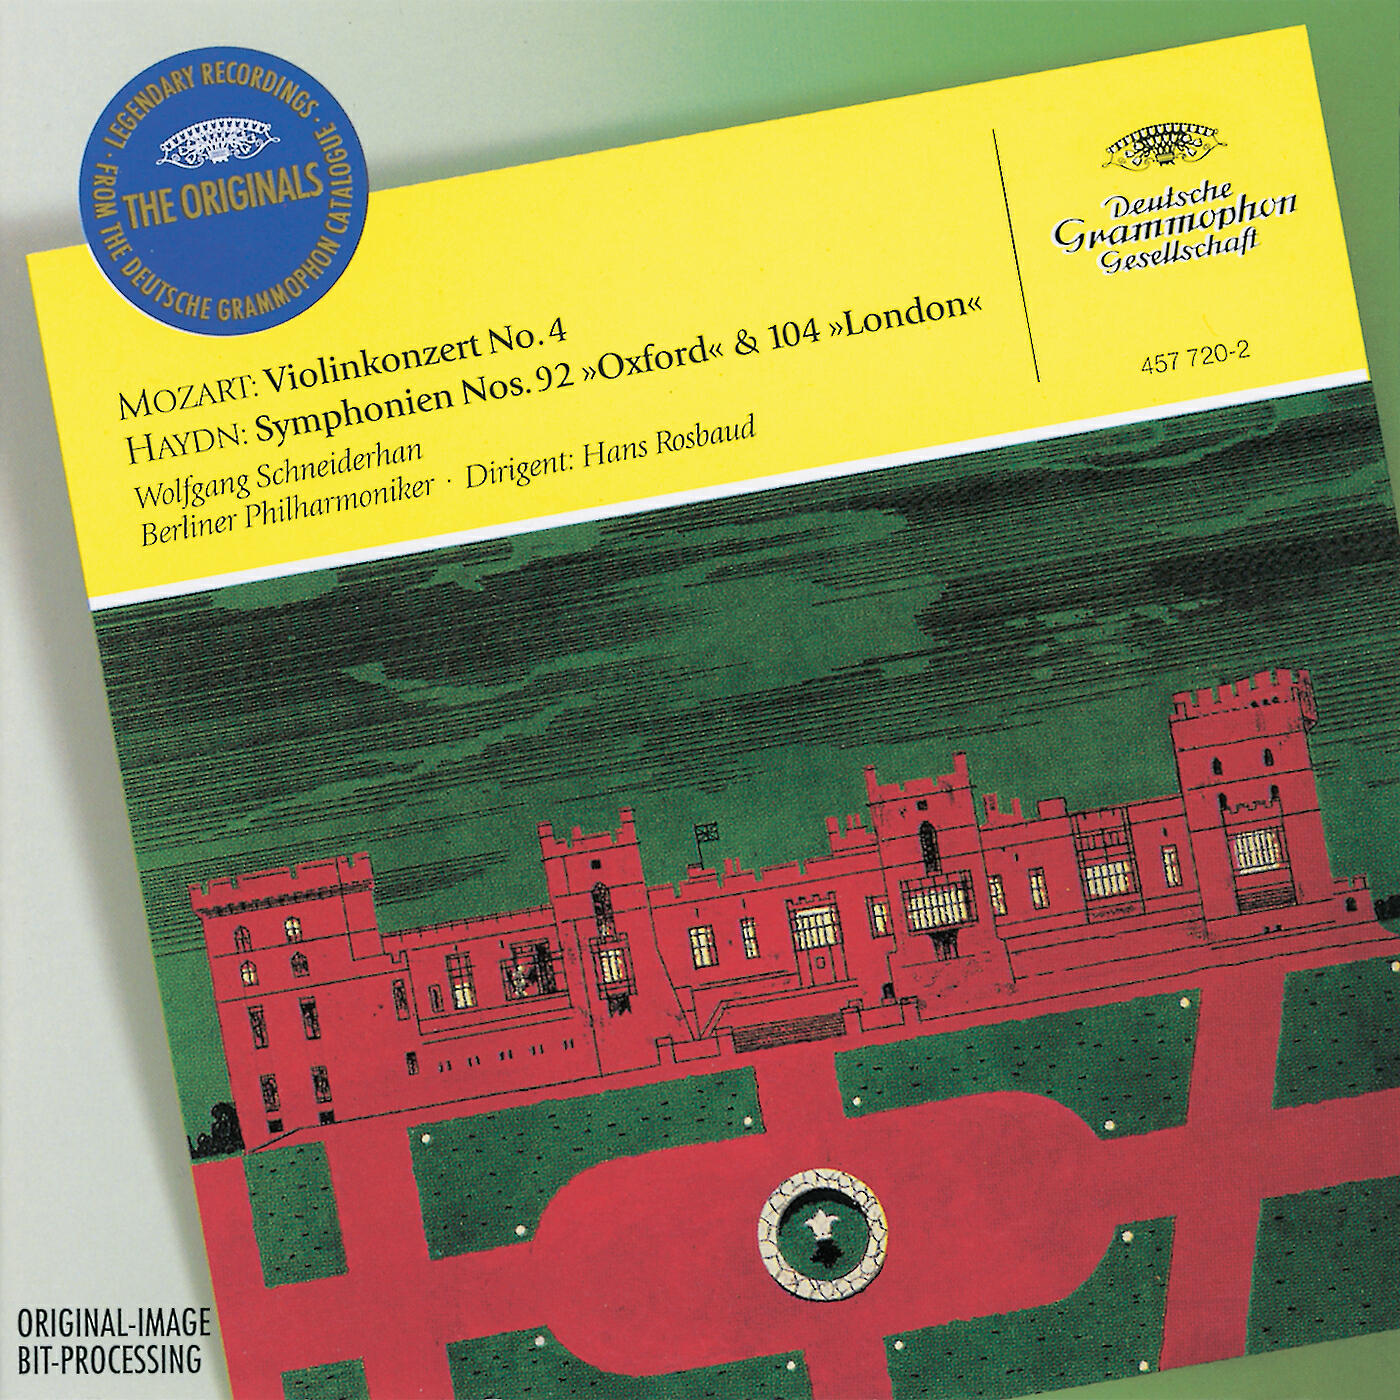 · LEGENDARY RECORDINGS ·
FROM THE DEUTSCHE GRAMMOPHON CATALOGUE
THE ORIGINALS
Deutsche
Grammophon
Gesellschaft
457 720-2
MOZART: Violinkonzert No. 4
HAYDN: Symphonien Nos. 92 »Oxford« & 104 »London«
Wolfgang Schneiderhan
Berliner Philharmoniker · Dirigent: Hans Rosbaud
ORIGINAL-IMAGE
BIT-PROCESSING